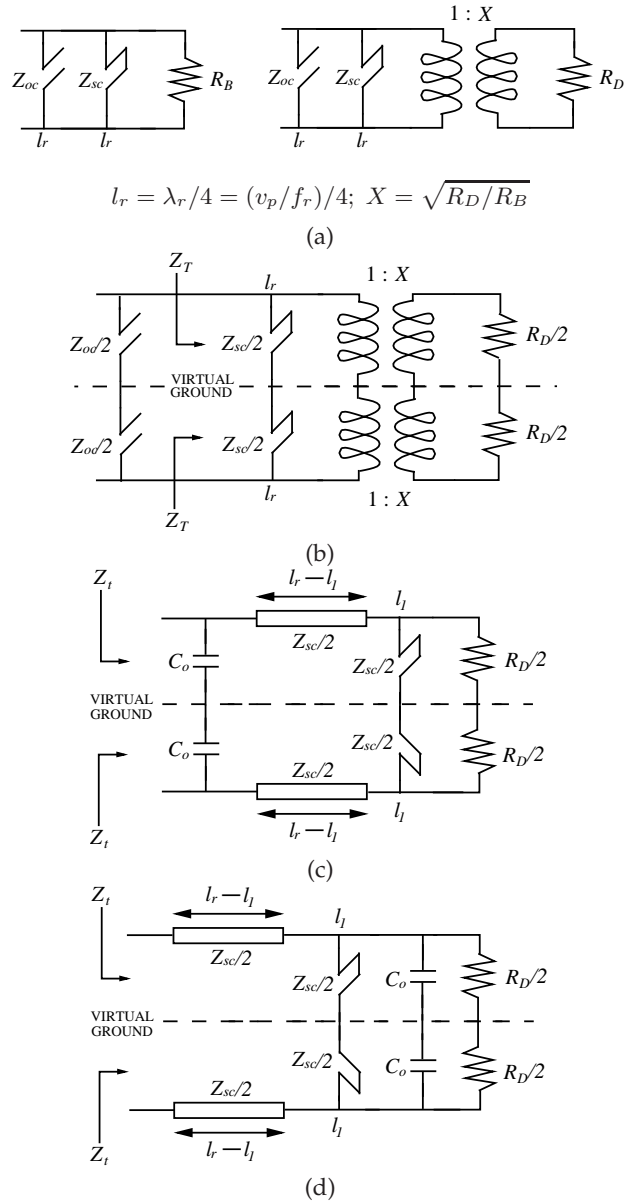 1 : X
Z_oc Z_sc R_B Z_oc Z_sc R_D
l_r l_r l_r l_r
l_r = λ_r/4 = (v_p/f_r)/4; X = √(R_D/R_B)
(a)
Z_T l_r 1 : X
Z_od/2 Z_sc/2 R_D/2
VIRTUAL
GROUND
Z_od/2 Z_sc/2 R_D/2
Z_T l_r 1 : X
(b)
Z_t l_r − l_1 l_1
Z_sc/2
C_o Z_sc/2 R_D/2
VIRTUAL
GROUND
C_o Z_sc/2 R_D/2
Z_sc/2
Z_t l_r − l_1 l_1
(c)
Z_t l_r − l_1 l_1
Z_sc/2 Z_sc/2 C_o R_D/2
VIRTUAL
GROUND
Z_sc/2 C_o R_D/2
Z_sc/2
Z_t l_r − l_1 l_1
(d)